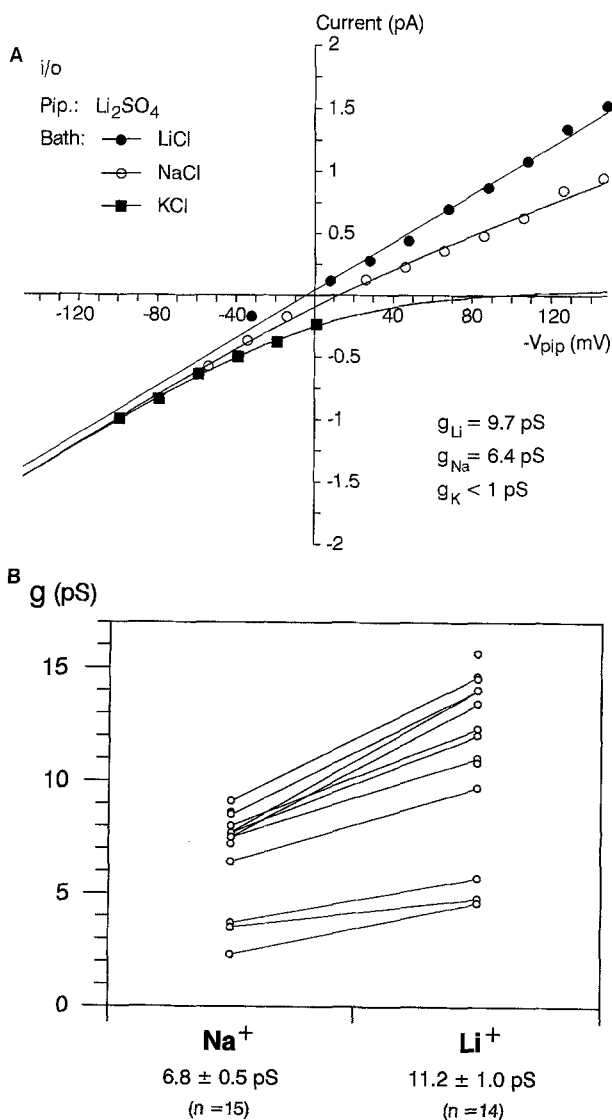 Current (pA)
A
i/o
Pip.: Li₂SO₄
Bath: LiCl
NaCl
KCl
2
1.5
1
0.5
-0.5
-1
-1.5
-2
-120 -80 -40 40 80 120
-Vpip (mV)
gLi = 9.7 pS
gNa = 6.4 pS
gK < 1 pS
B
g (pS)
15
10
5
0
Na⁺ Li⁺
6.8 ± 0.5 pS 11.2 ± 1.0 pS
(n =15) (n =14)